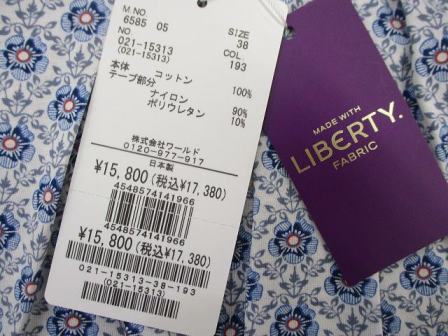 M.NO.
6585 05
SIZE
38
NO.
021-15313
(021-15313)
COL.
193
本体 コットン 100%
テープ部分
ナイロン 90%
ポリウレタン 10%
株式会社ワールド
0120-977-917
日本製
¥15,800(税込¥17,380)
4548574141966
4548574141966
¥15,800(税込¥17,380)
021-15313-38-193
(021-15313)
MADE WITH
LIBERTY.
FABRIC